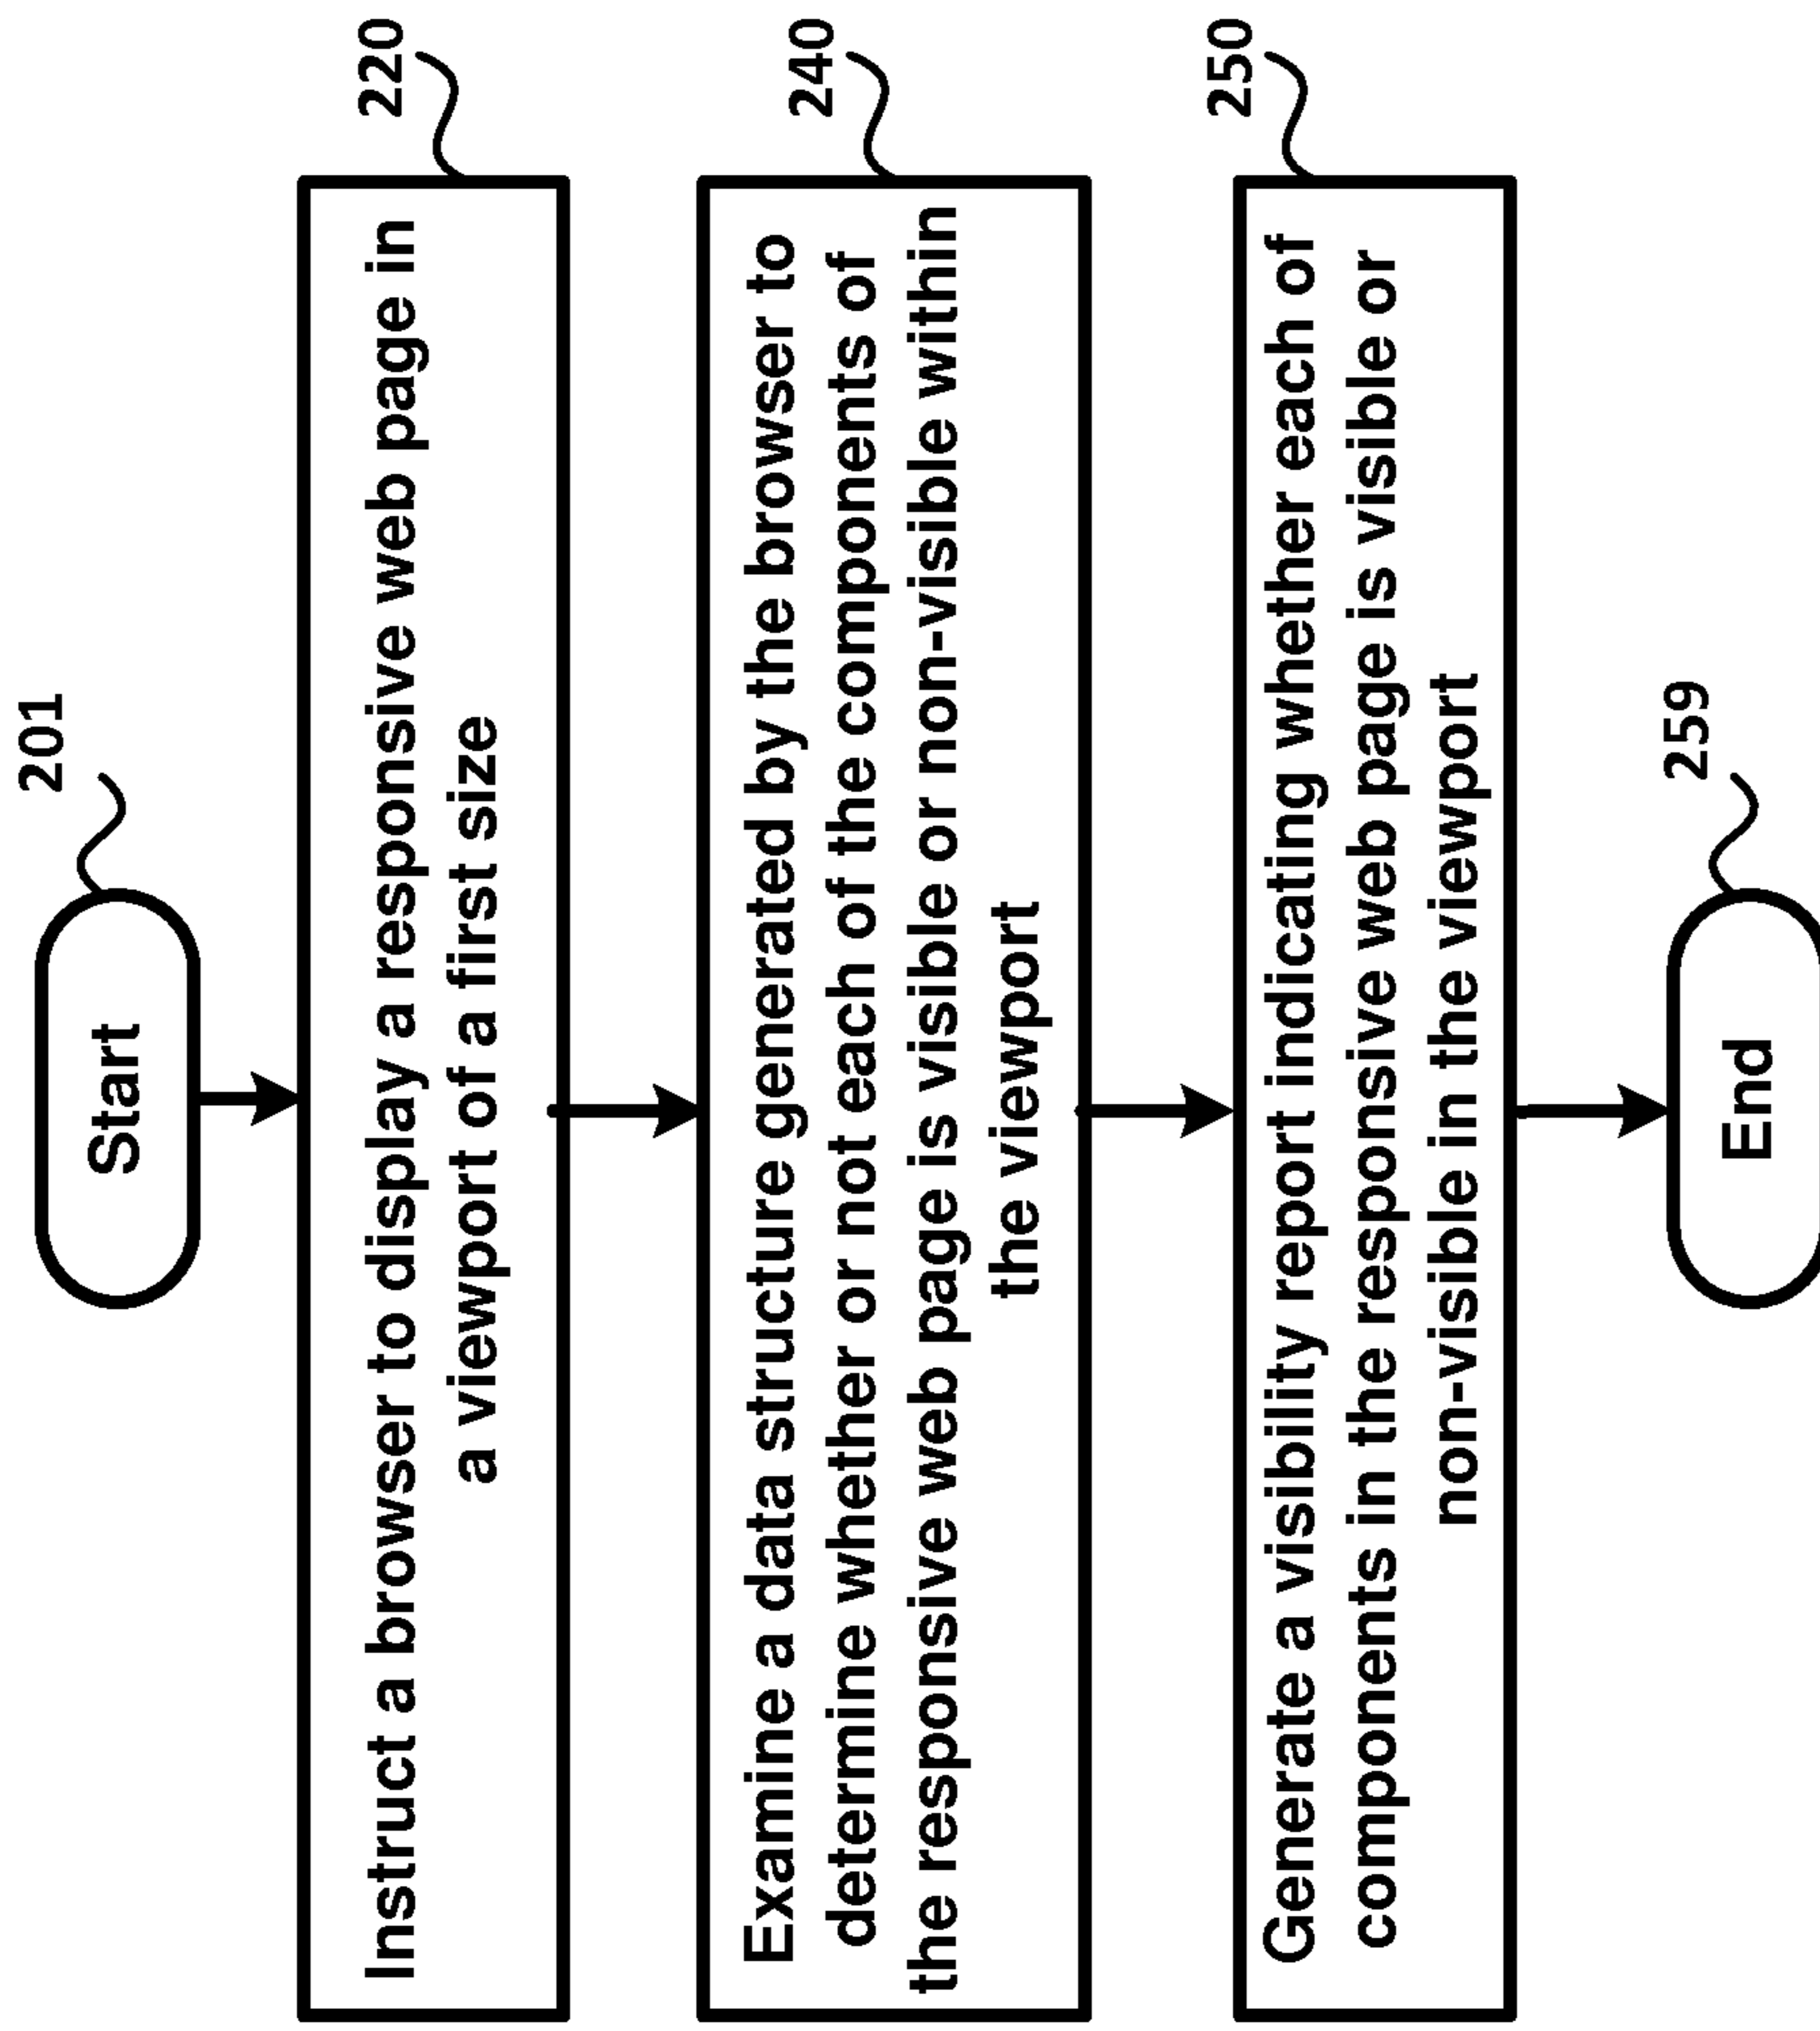 201
Start
220
Instruct a browser to display a responsive web page in
a viewport of a first size
240
Examine a data structure generated by the browser to
determine whether or not each of the components of
the responsive web page is visible or non-visible within
the viewport
250
Generate a visibility report indicating whether each of
components in the responsive web page is visible or
non-visible in the viewport
259
End